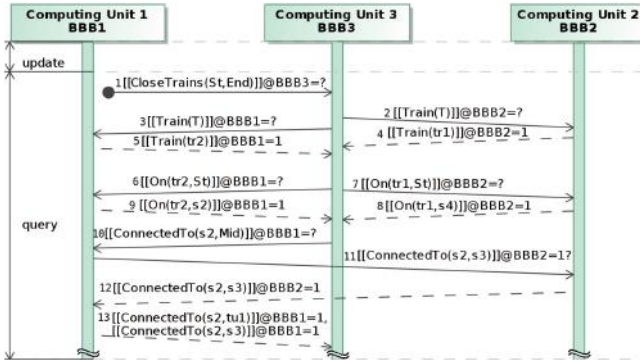 Computing Unit 1
BBB1
Computing Unit 3
BBB3
Computing Unit 2
BBB2
update
query
1[[CloseTrains(St,End)]]@BBB3=?
2[[Train(T)]]@BBB2=?
3[[Train(T)]]@BBB1=?
4[[Train(tr1)]]@BBB2=1
5[[Train(tr2)]]@BBB1=1
6[[On(tr2,St)]]@BBB1=?
7[[On(tr1,St)]]@BBB2=?
9[[On(tr2,s2)]]@BBB1=1
8[[On(tr1,s4)]]@BBB2=1
10[[ConnectedTo(s2,Mid)]]@BBB1=?
11[[ConnectedTo(s2,s3)]]@BBB2=1?
12[[ConnectedTo(s2,s3)]]@BBB2=1
13[[ConnectedTo(s2,tu1)]]@BBB1=1,
[[ConnectedTo(s2,s3)]]@BBB1=1